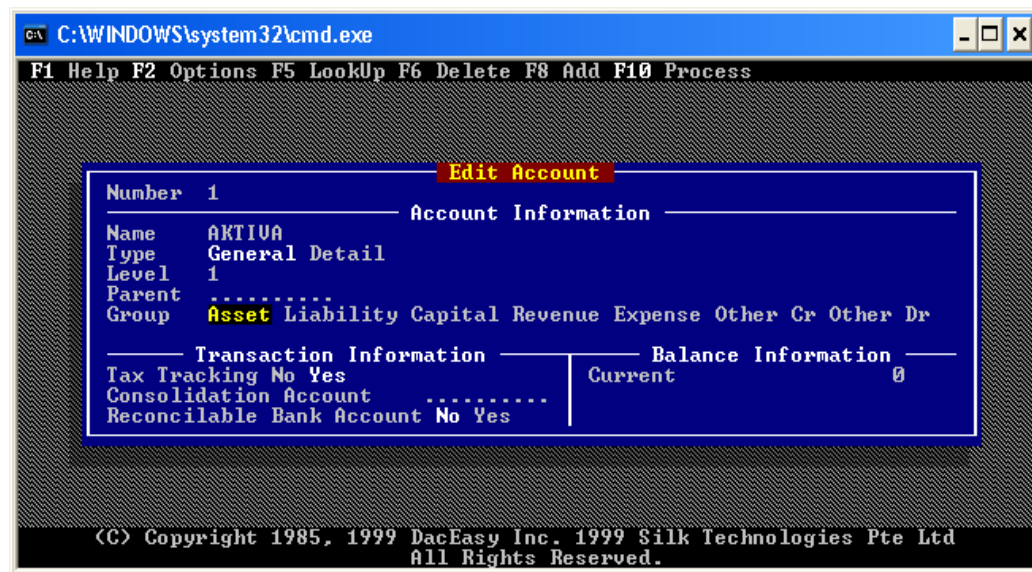 C:\WINDOWS\system32\cmd.exe
F1 Help F2 Options F5 LookUp F6 Delete F8 Add F10 Process
Edit Account
Number 1
Account Information
Name AKTIVA
Type General Detail
Level 1
Parent ..........
Group Asset Liability Capital Revenue Expense Other Cr Other Dr
Transaction Information Balance Information
Tax Tracking No Yes Current 0
Consolidation Account ..........
Reconcilable Bank Account No Yes
(C) Copyright 1985, 1999 DacEasy Inc. 1999 Silk Technologies Pte Ltd
All Rights Reserved.